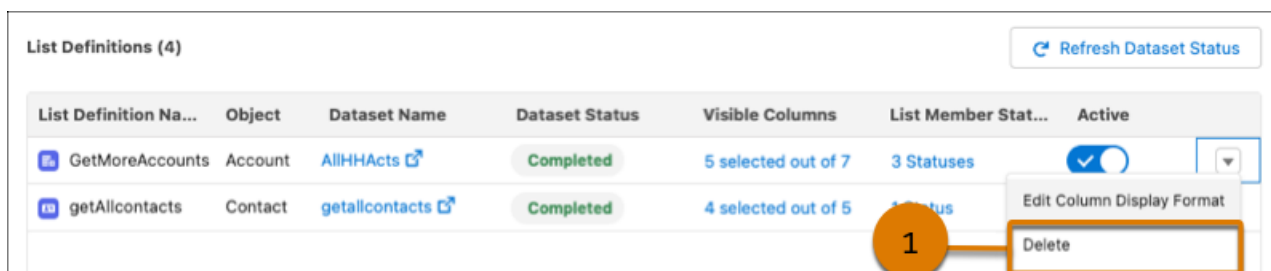 List Definitions (4)
Refresh Dataset Status
List Definition Na... Object Dataset Name Dataset Status Visible Columns List Member Stat... Active
GetMoreAccounts Account AllHHActs Completed 5 selected out of 7 3 Statuses
getAllcontacts Contact getallcontacts Completed 4 selected out of 5
Edit Column Display Format
1 Delete